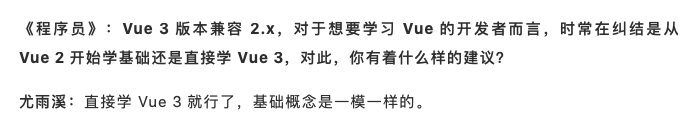 《程序员》：Vue 3 版本兼容 2.x，对于想要学习 Vue 的开发者而言，时常在纠结是从
Vue 2 开始学基础还是直接学 Vue 3，对此，你有着什么样的建议？
尤雨溪：直接学 Vue 3 就行了，基础概念是一模一样的。